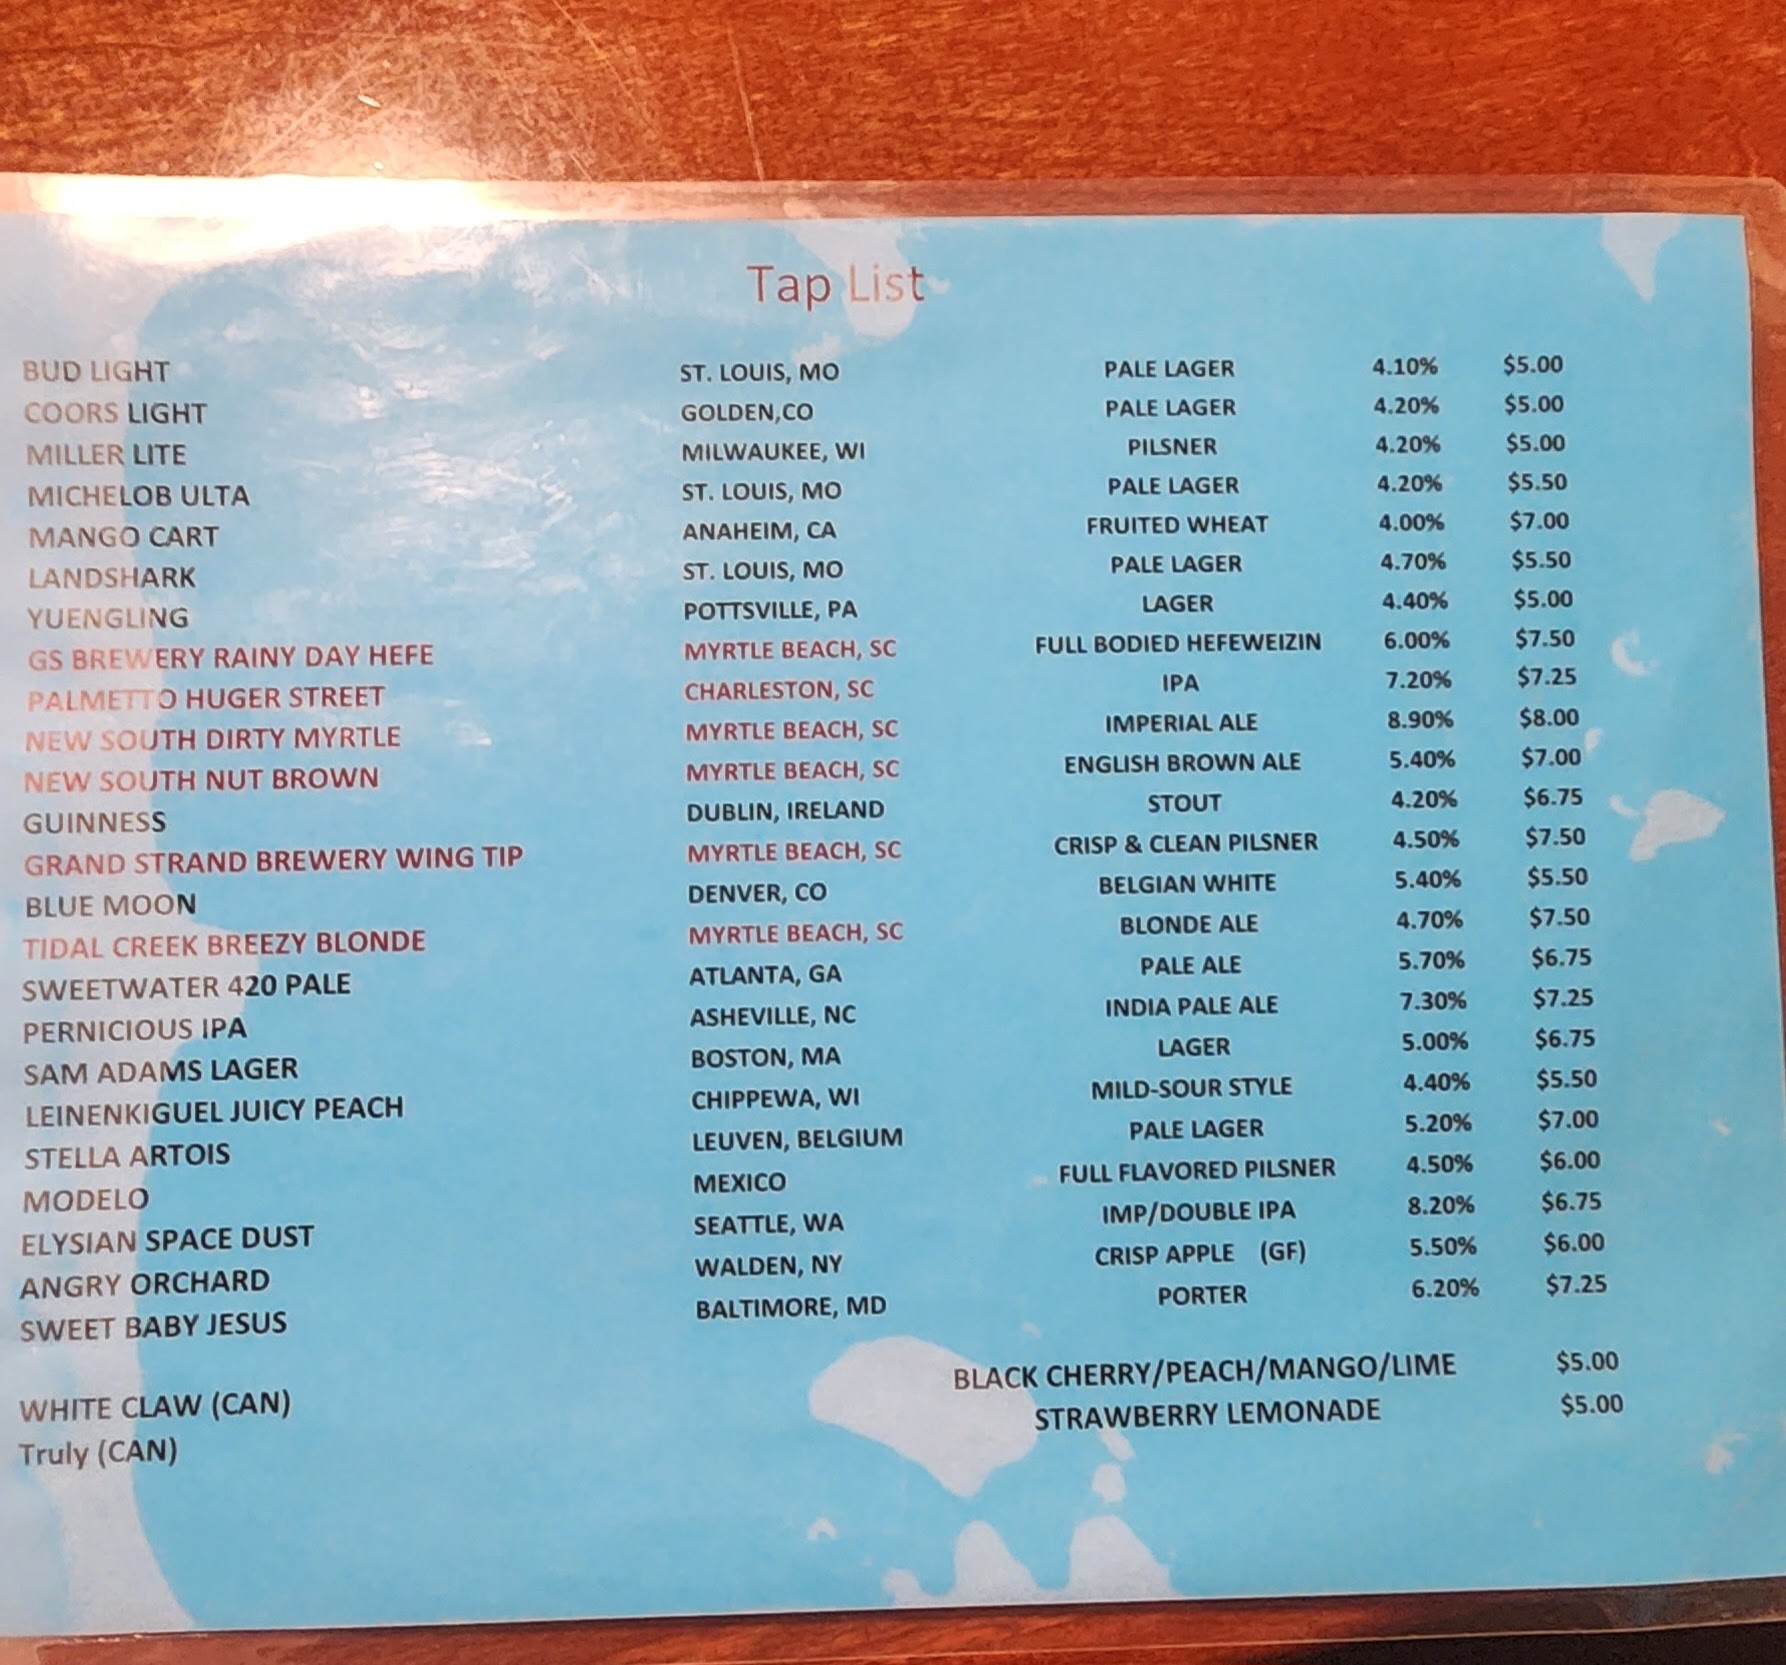 Tap List
BUD LIGHT ST. LOUIS, MO PALE LAGER 4.10% $5.00
COORS LIGHT GOLDEN,CO PALE LAGER 4.20% $5.00
MILLER LITE MILWAUKEE, WI PILSNER 4.20% $5.00
MICHELOB ULTA ST. LOUIS, MO PALE LAGER 4.20% $5.50
MANGO CART ANAHEIM, CA FRUITED WHEAT 4.00% $7.00
LANDSHARK ST. LOUIS, MO PALE LAGER 4.70% $5.50
YUENGLING POTTSVILLE, PA LAGER 4.40% $5.00
GS BREWERY RAINY DAY HEFE MYRTLE BEACH, SC FULL BODIED HEFEWEIZIN 6.00% $7.50
PALMETTO HUGER STREET CHARLESTON, SC IPA 7.20% $7.25
NEW SOUTH DIRTY MYRTLE MYRTLE BEACH, SC IMPERIAL ALE 8.90% $8.00
NEW SOUTH NUT BROWN MYRTLE BEACH, SC ENGLISH BROWN ALE 5.40% $7.00
GUINNESS DUBLIN, IRELAND STOUT 4.20% $6.75
GRAND STRAND BREWERY WING TIP MYRTLE BEACH, SC CRISP & CLEAN PILSNER 4.50% $7.50
BLUE MOON DENVER, CO BELGIAN WHITE 5.40% $5.50
TIDAL CREEK BREEZY BLONDE MYRTLE BEACH, SC BLONDE ALE 4.70% $7.50
SWEETWATER 420 PALE ATLANTA, GA PALE ALE 5.70% $6.75
PERNICIOUS IPA ASHEVILLE, NC INDIA PALE ALE 7.30% $7.25
SAM ADAMS LAGER BOSTON, MA LAGER 5.00% $6.75
LEINENKIGUEL JUICY PEACH CHIPPEWA, WI MILD-SOUR STYLE 4.40% $5.50
STELLA ARTOIS LEUVEN, BELGIUM PALE LAGER 5.20% $7.00
MODELO MEXICO FULL FLAVORED PILSNER 4.50% $6.00
ELYSIAN SPACE DUST SEATTLE, WA IMP/DOUBLE IPA 8.20% $6.75
ANGRY ORCHARD WALDEN, NY CRISP APPLE (GF) 5.50% $6.00
SWEET BABY JESUS BALTIMORE, MD PORTER 6.20% $7.25
WHITE CLAW (CAN) BLACK CHERRY/PEACH/MANGO/LIME $5.00
Truly (CAN) STRAWBERRY LEMONADE $5.00